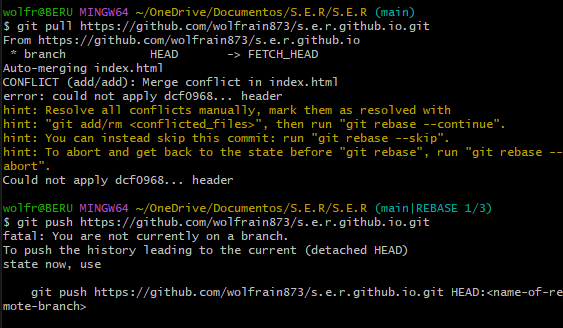 wolfr@BERU MINGW64 ~/OneDrive/Documentos/S.E.R/S.E.R (main)
$ git pull https://github.com/wolfrain873/s.e.r.github.io.git
From https://github.com/wolfrain873/s.e.r.github.io
 * branch            HEAD       -> FETCH_HEAD
Auto-merging index.html
CONFLICT (add/add): Merge conflict in index.html
error: could not apply dcf0968... header
hint: Resolve all conflicts manually, mark them as resolved with
hint: "git add/rm <conflicted_files>", then run "git rebase --continue".
hint: You can instead skip this commit: run "git rebase --skip".
hint: To abort and get back to the state before "git rebase", run "git rebase --
abort".
Could not apply dcf0968... header

wolfr@BERU MINGW64 ~/OneDrive/Documentos/S.E.R/S.E.R (main|REBASE 1/3)
$ git push https://github.com/wolfrain873/s.e.r.github.io.git
fatal: You are not currently on a branch.
To push the history leading to the current (detached HEAD)
state now, use

    git push https://github.com/wolfrain873/s.e.r.github.io.git HEAD:<name-of-re
mote-branch>